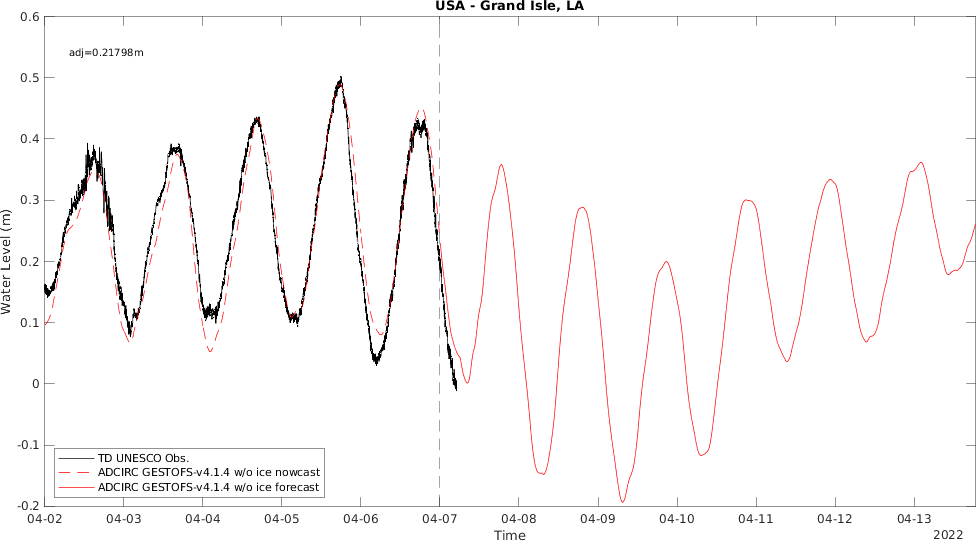 USA - Grand Isle, LA
adj=0.21798m
0.6
0.5
0.4
0.3
0.2
0.1
0
-0.1
-0.2
Water Level (m)
TD UNESCO Obs.
ADCIRC GESTOFS-v4.1.4 w/o ice nowcast
ADCIRC GESTOFS-v4.1.4 w/o ice forecast
04-02 04-03 04-04 04-05 04-06 04-07 04-08 04-09 04-10 04-11 04-12 04-13
Time
2022